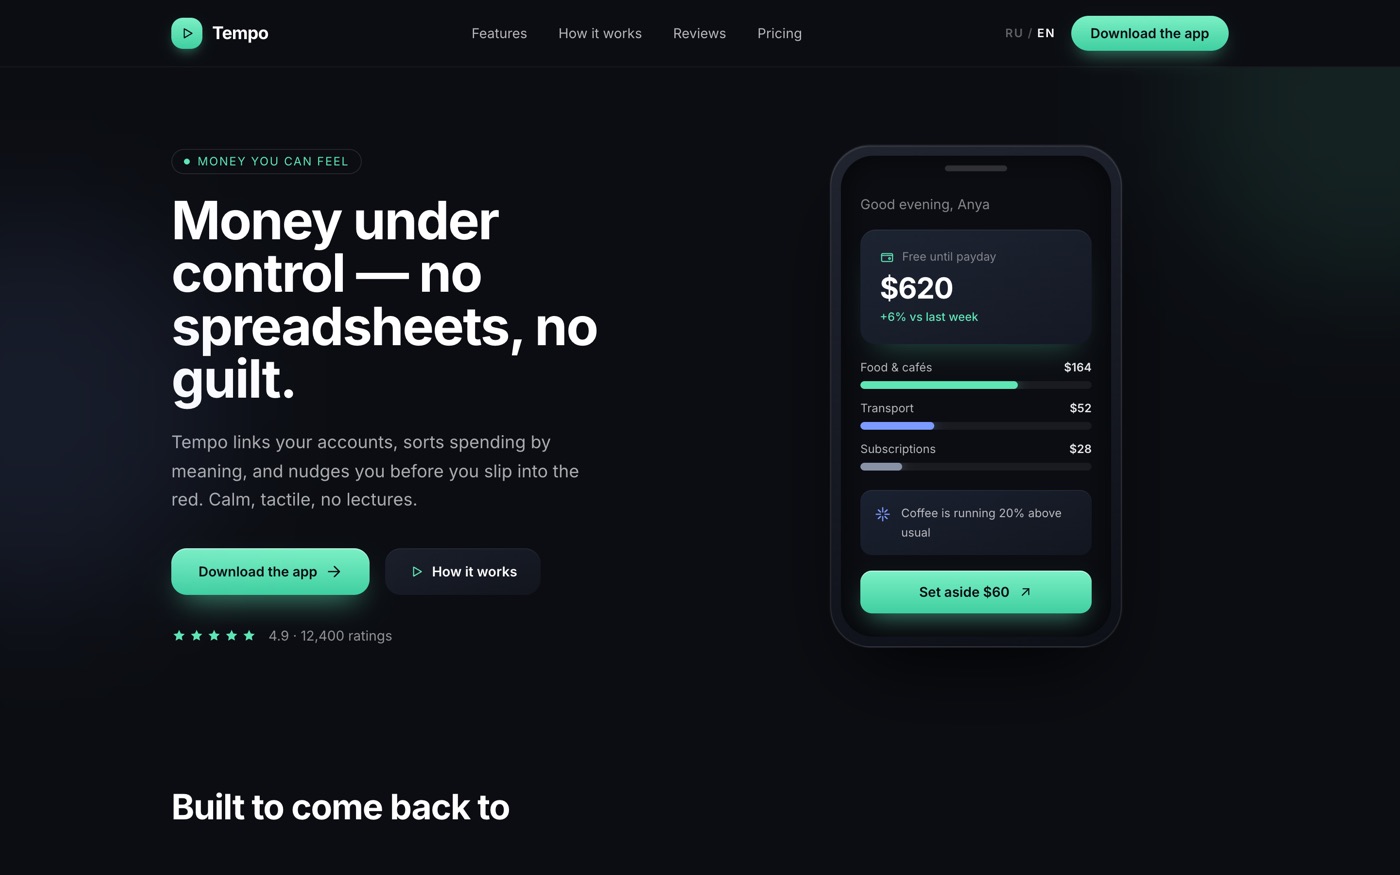 Tempo
Features
How it works
Reviews
Pricing
RU / EN
Download the app
MONEY YOU CAN FEEL
Money under
control — no
spreadsheets, no
guilt.
Tempo links your accounts, sorts spending by
meaning, and nudges you before you slip into the
red. Calm, tactile, no lectures.
Download the app
How it works
4.9 · 12,400 ratings
Good evening, Anya
Free until payday
$620
+6% vs last week
Food & cafés $164
Transport $52
Subscriptions $28
Coffee is running 20% above
usual
Set aside $60
Built to come back to